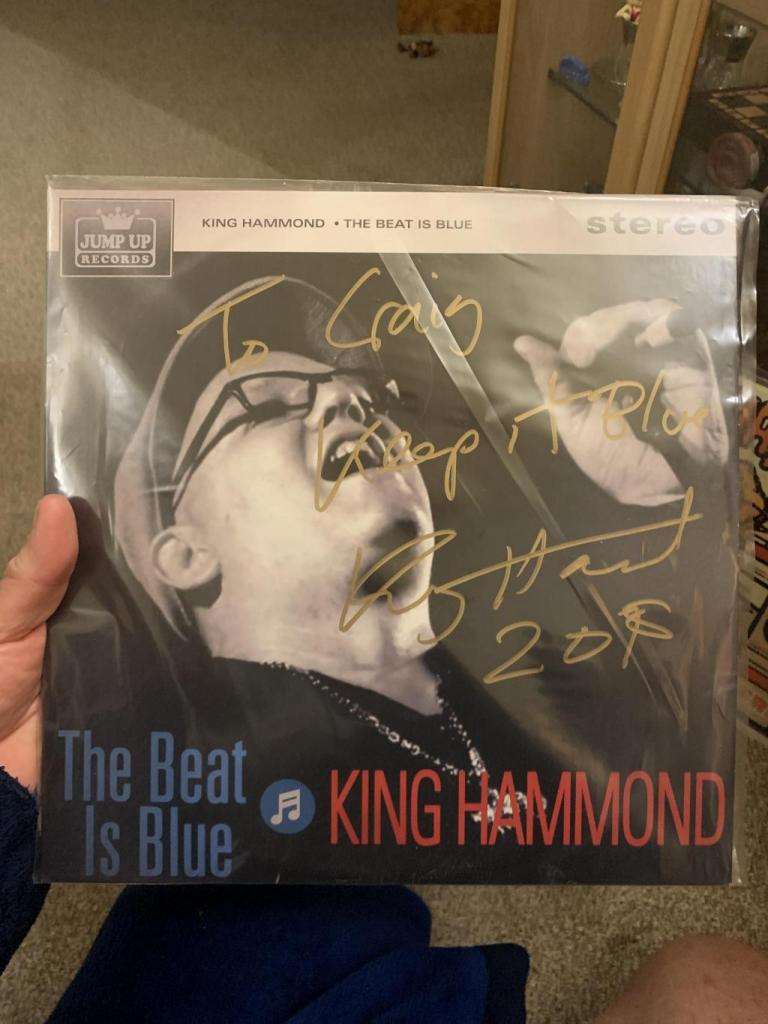 JUMP UP
RECORDS
KING HAMMOND • THE BEAT IS BLUE
stereo
To Craig
Keep it Blue
The Beat
Is Blue
KING HAMMOND